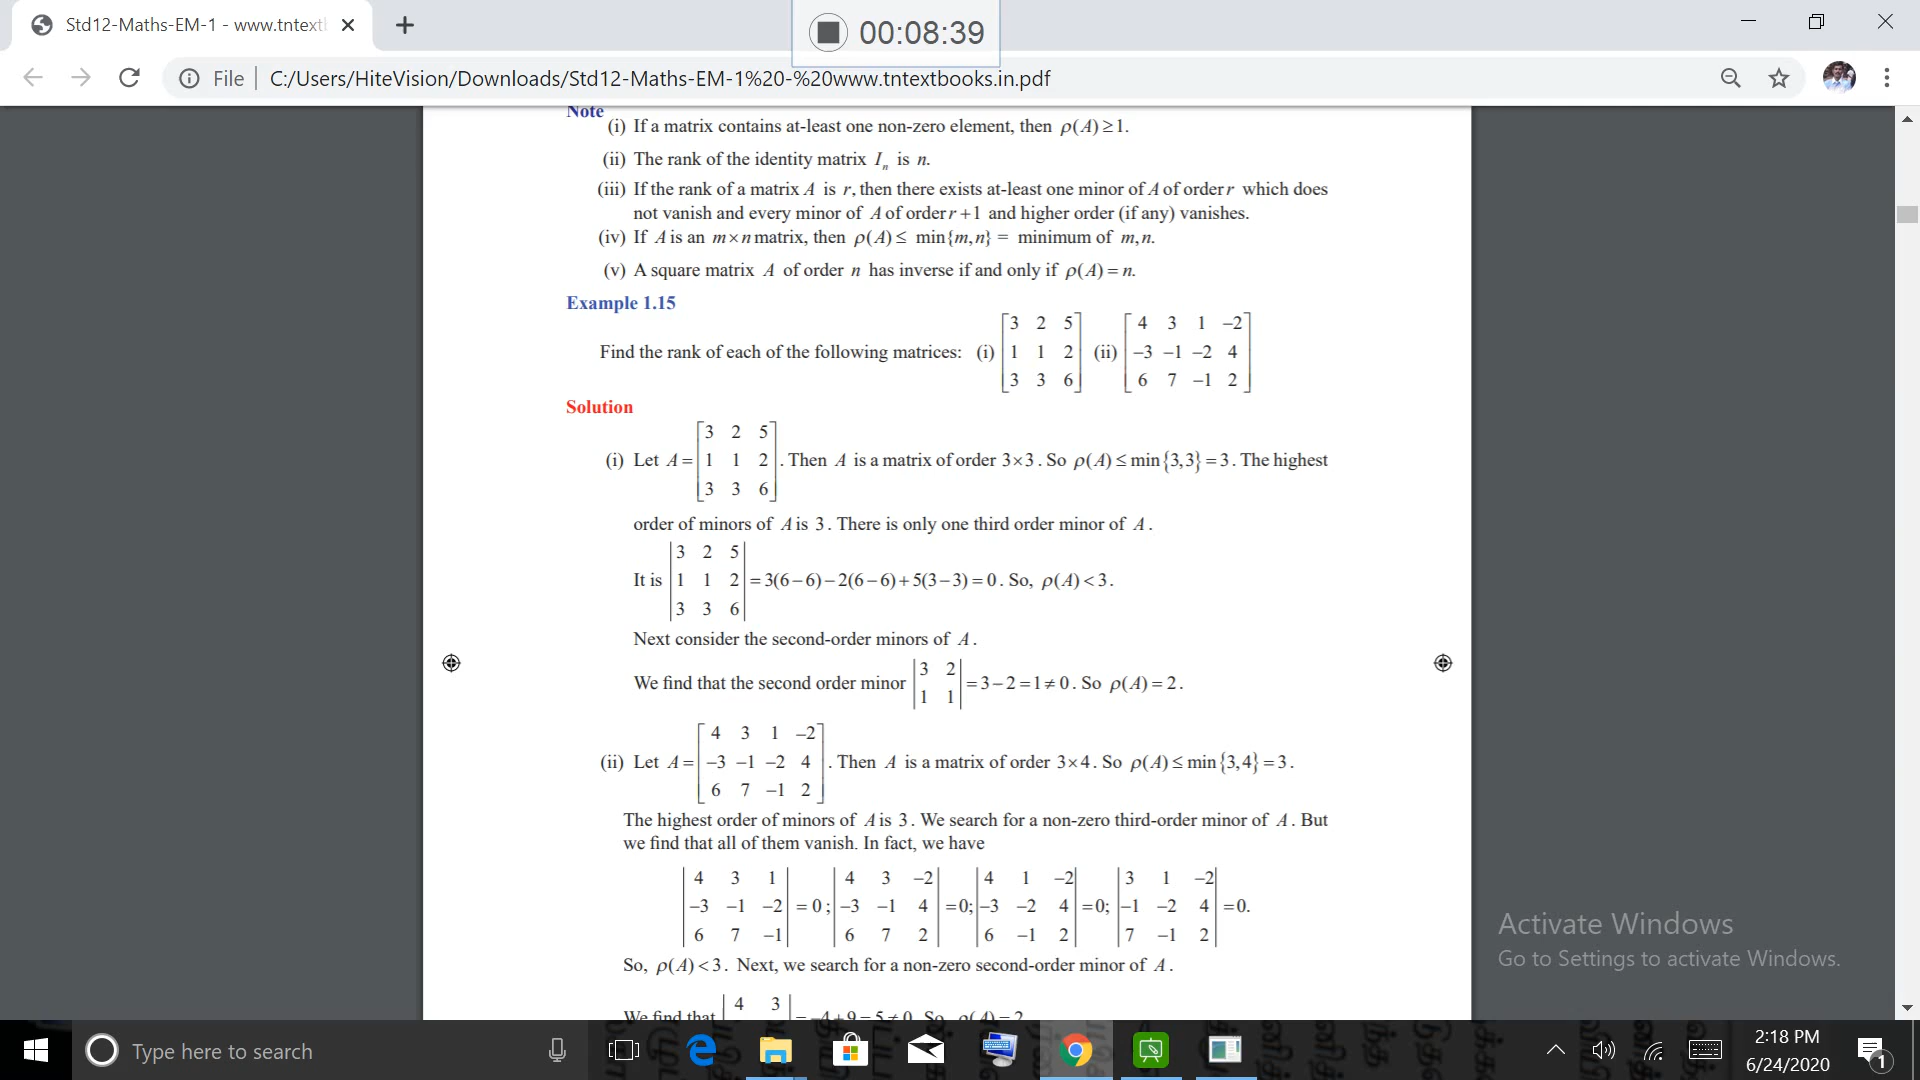 Std12-Maths-EM-1 - www.tntext
00:08:39
File | C:/Users/HiteVision/Downloads/Std12-Maths-EM-1%20-%20www.tntextbooks.in.pdf
Note
(i) If a matrix contains at-least one non-zero element, then ρ(A) ≥ 1.
(ii) The rank of the identity matrix Iₙ is n.
(iii) If the rank of a matrix A is r, then there exists at-least one minor of A of order r which does
not vanish and every minor of A of order r + 1 and higher order (if any) vanishes.
(iv) If A is an m × n matrix, then ρ(A) ≤ min{m, n} = minimum of m, n.
(v) A square matrix A of order n has inverse if and only if ρ(A) = n.
Example 1.15
3 2 5 4 3 1 −2
Find the rank of each of the following matrices: (i) 1 1 2 (ii) −3 −1 −2 4
3 3 6 6 7 −1 2
Solution
3 2 5
(i) Let A = 1 1 2 . Then A is a matrix of order 3×3. So ρ(A) ≤ min{3,3} = 3. The highest
3 3 6
order of minors of A is 3. There is only one third order minor of A.
3 2 5
It is 1 1 2 = 3(6−6)−2(6−6)+5(3−3) = 0. So, ρ(A) < 3.
3 3 6
Next consider the second-order minors of A.
3 2
We find that the second order minor = 3−2 = 1 ≠ 0. So ρ(A) = 2.
1 1
4 3 1 −2
(ii) Let A = −3 −1 −2 4 . Then A is a matrix of order 3×4. So ρ(A) ≤ min{3,4} = 3.
6 7 −1 2
The highest order of minors of A is 3. We search for a non-zero third-order minor of A. But
we find that all of them vanish. In fact, we have
4 3 1 4 3 −2 4 1 −2 3 1 −2
−3 −1 −2 = 0; −3 −1 4 =0; −3 −2 4 =0; −1 −2 4 =0.
6 7 −1 6 7 2 6 −1 2 7 −1 2
So, ρ(A) < 3. Next, we search for a non-zero second-order minor of A.
4 3
We find that = −4+9 = 5 ≠ 0. So ρ(A) = 2
Activate Windows
Go to Settings to activate Windows.
Type here to search
2:18 PM
6/24/2020
1